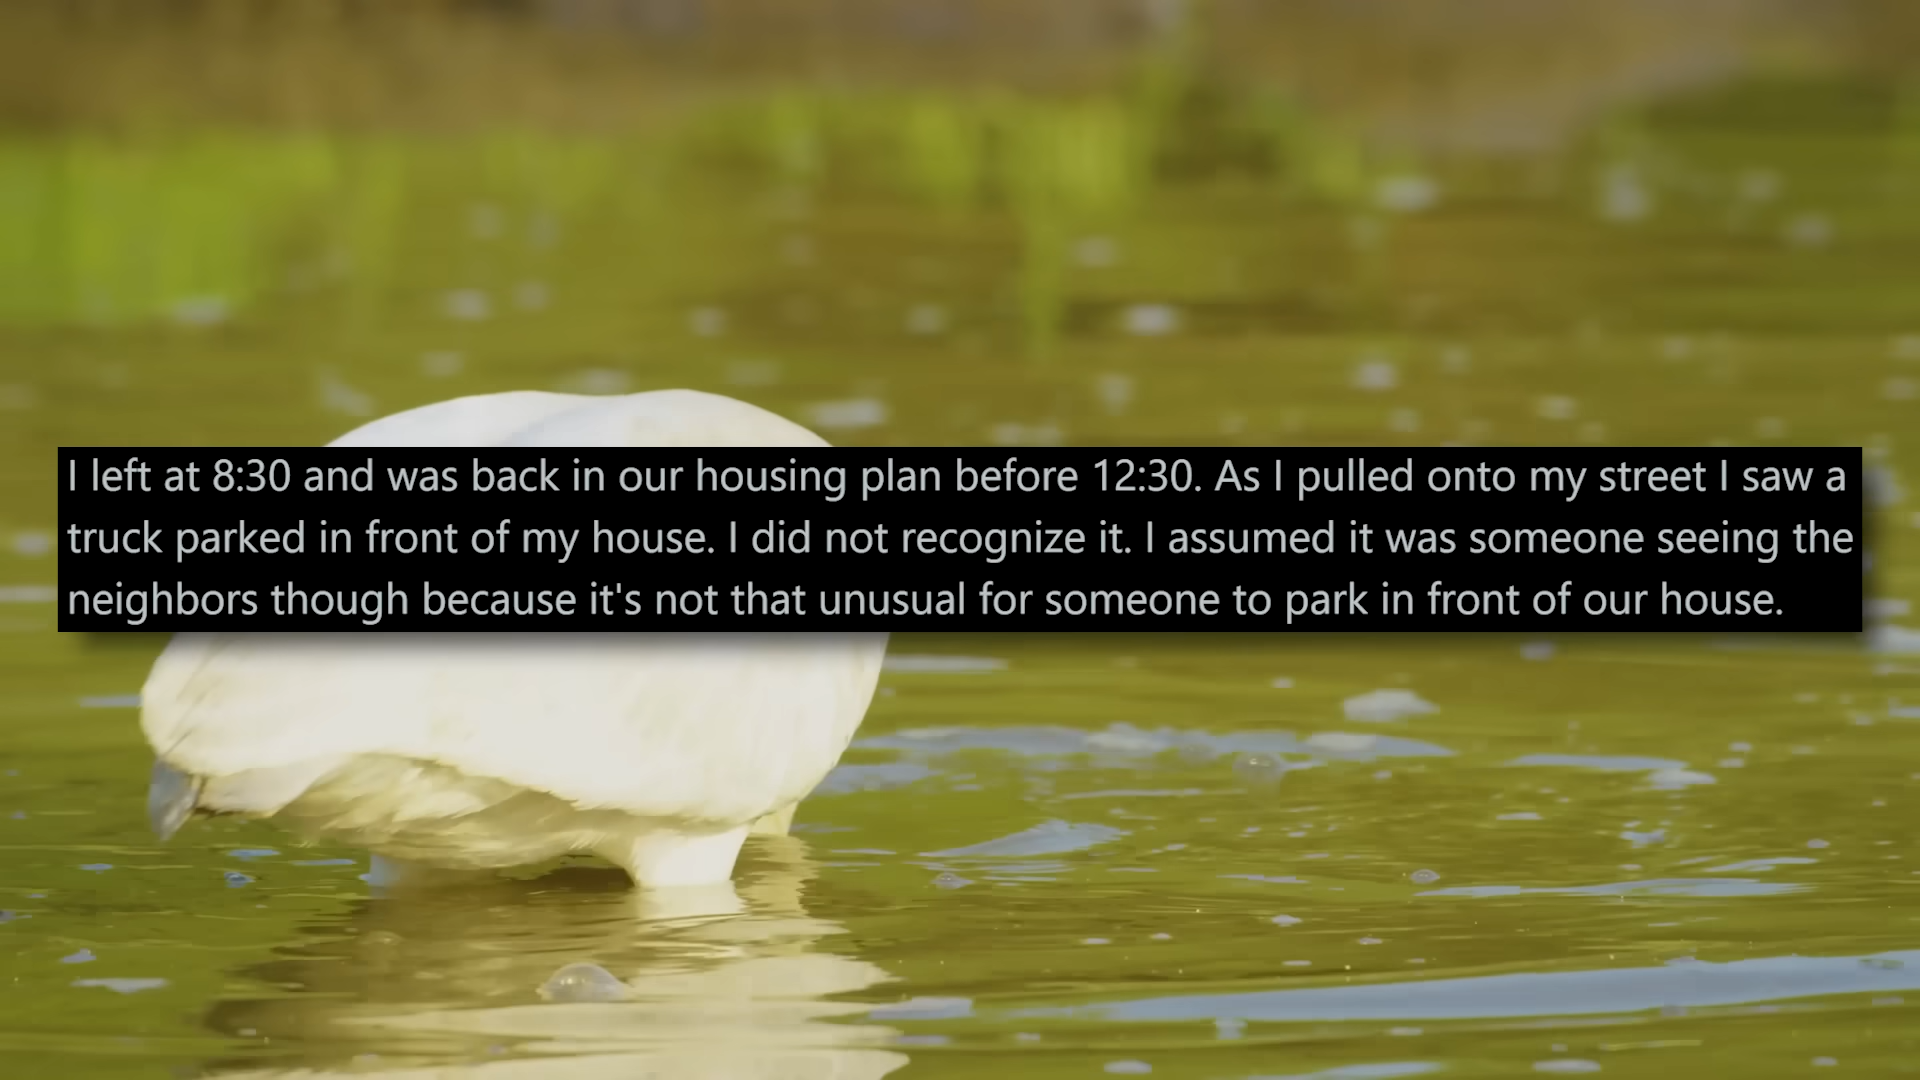 I left at 8:30 and was back in our housing plan before 12:30. As I pulled onto my street I saw a
truck parked in front of my house. I did not recognize it. I assumed it was someone seeing the
neighbors though because it's not that unusual for someone to park in front of our house.